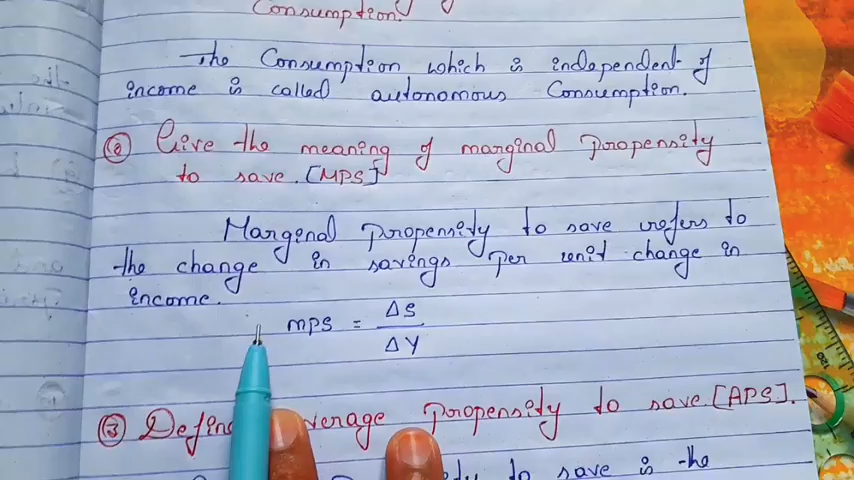 Consumption.
The Consumption which is independent of
income is called autonomous Consumption.
② Give the meaning of marginal Propensity
to save. [MPS]
Marginal Propensity to save refers to
the change in savings Per unit change in
income.
MPS = ΔS / ΔY
③ Average Propensity to save. [APS].
to save is the